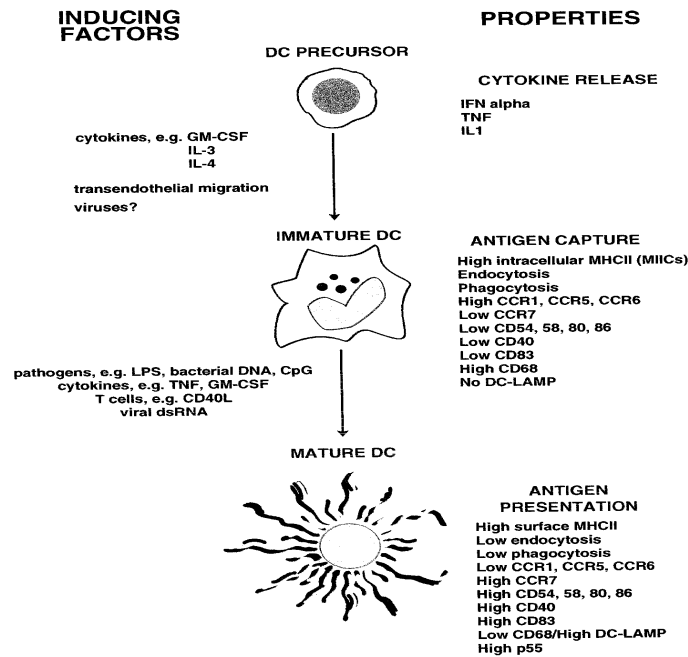 INDUCING
FACTORS
PROPERTIES
DC PRECURSOR
CYTOKINE RELEASE
IFN alpha
TNF
IL1
cytokines, e.g. GM-CSF
IL-3
IL-4
transendothelial migration
viruses?
IMMATURE DC
ANTIGEN CAPTURE
High intracellular MHCII (MIICs)
Endocytosis
Phagocytosis
High CCR1, CCR5, CCR6
Low CCR7
Low CD54, 58, 80, 86
Low CD40
Low CD83
High CD68
No DC-LAMP
pathogens, e.g. LPS, bacterial DNA, CpG
cytokines, e.g. TNF, GM-CSF
T cells, e.g. CD40L
viral dsRNA
MATURE DC
ANTIGEN
PRESENTATION
High surface MHCII
Low endocytosis
Low phagocytosis
Low CCR1, CCR5, CCR6
High CCR7
High CD54, 58, 80, 86
High CD40
High CD83
Low CD68/High DC-LAMP
High p55